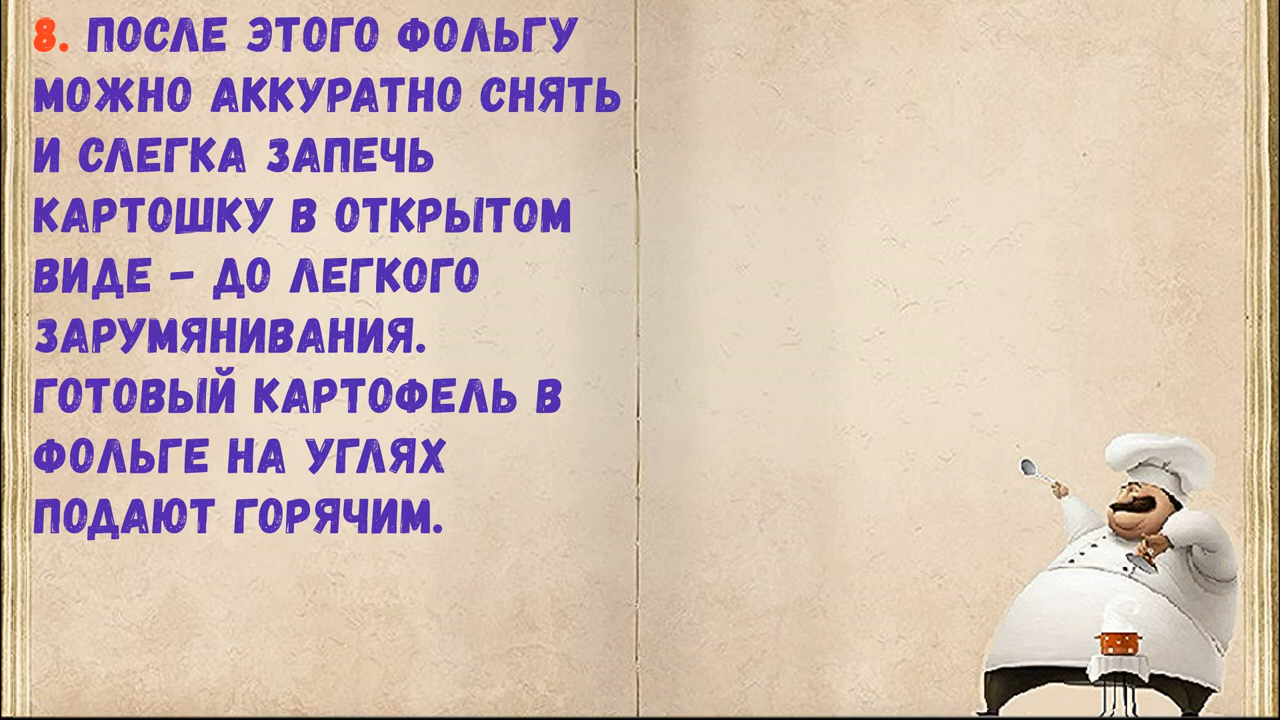 8. ПОСЛЕ ЭТОГО ФОЛЬГУ
МОЖНО АККУРАТНО СНЯТЬ
И СЛЕГКА ЗАПЕЧЬ
КАРТОШКУ В ОТКРЫТОМ
ВИДЕ – ДО ЛЕГКОГО
ЗАРУМЯНИВАНИЯ.
ГОТОВЫЙ КАРТОФЕЛЬ В
ФОЛЬГЕ НА УГЛЯХ
ПОДАЮТ ГОРЯЧИМ.